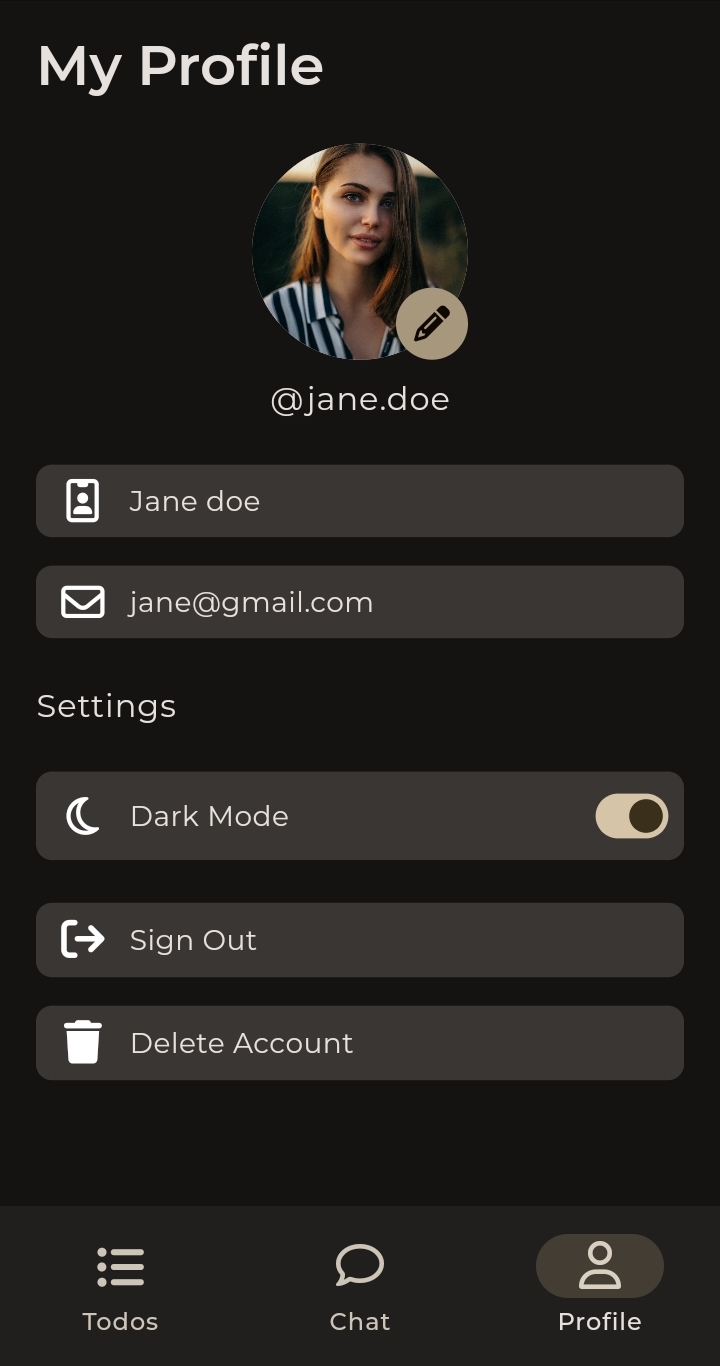 My Profile
@jane.doe
Jane doe
jane@gmail.com
Settings
Dark Mode
Sign Out
Delete Account
Todos
Chat
Profile